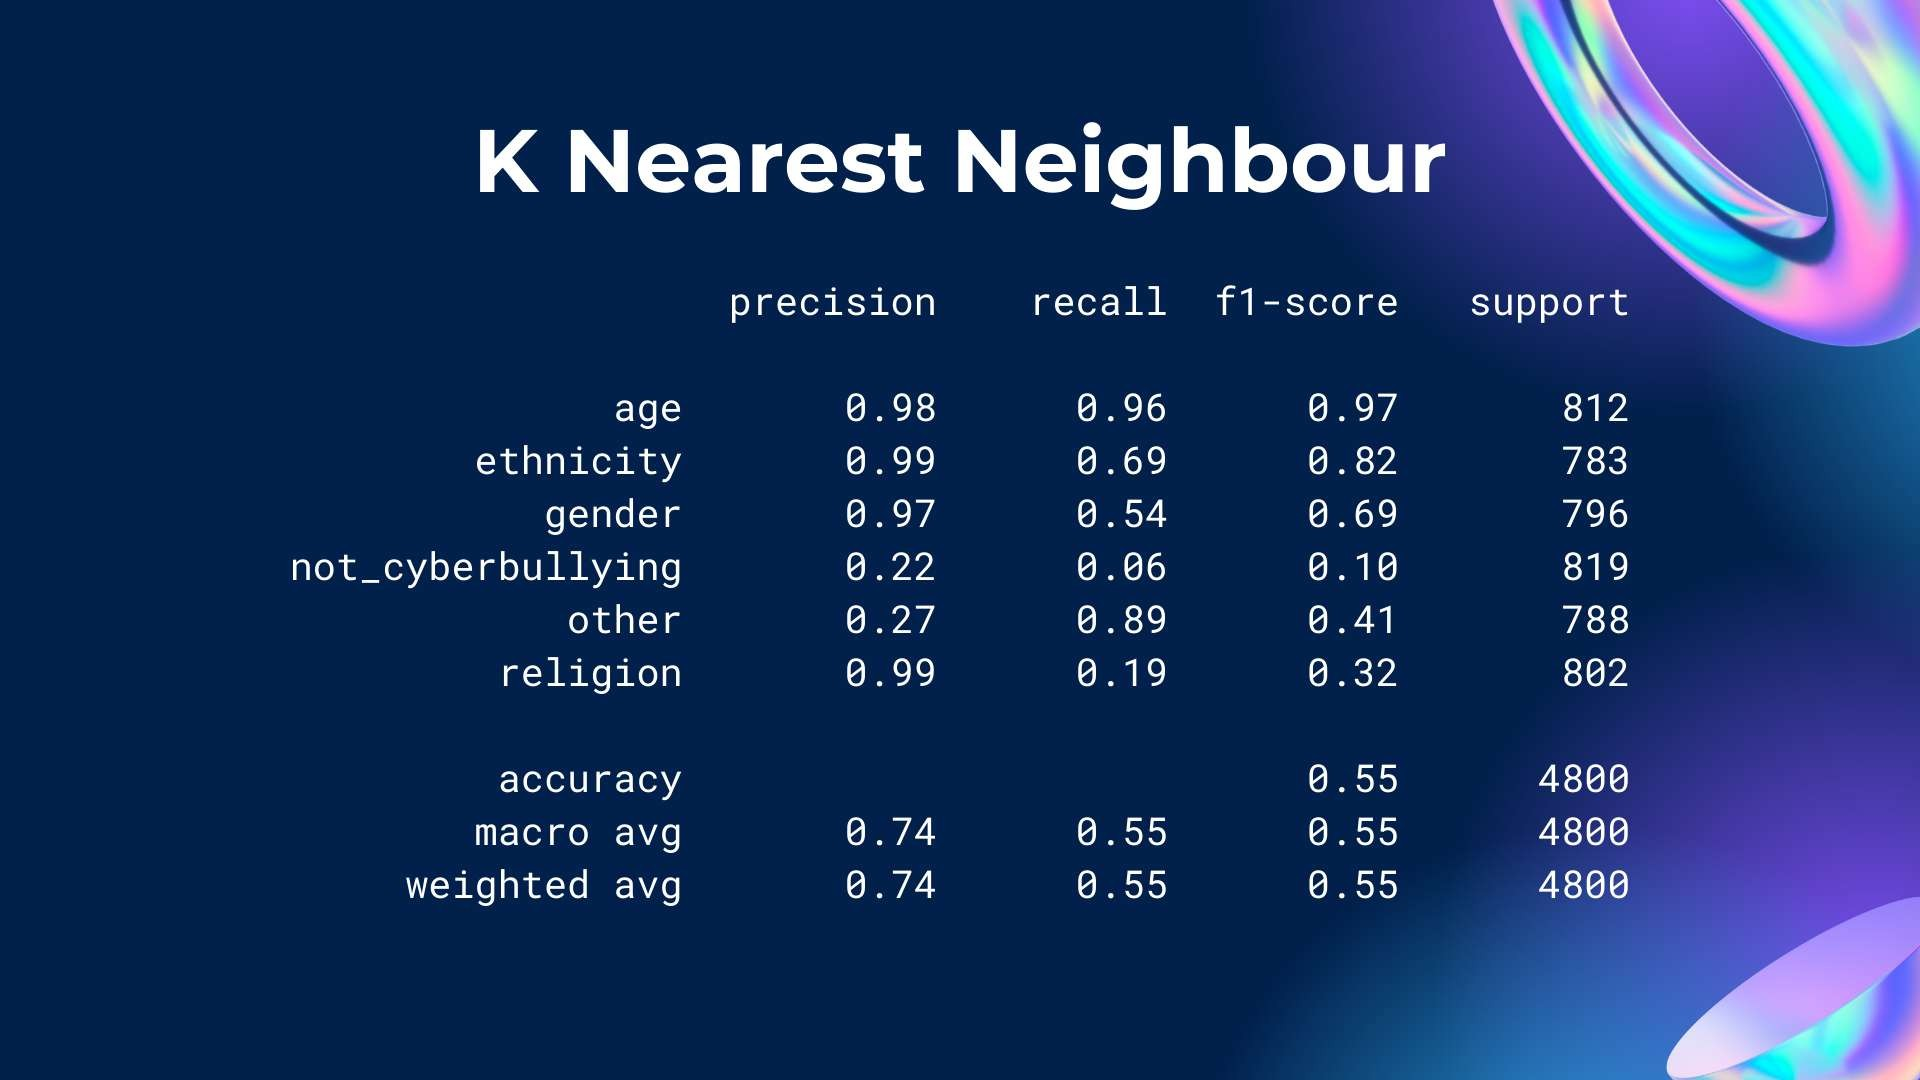 K Nearest Neighbour
precision recall f1-score support
age 0.98 0.96 0.97 812
ethnicity 0.99 0.69 0.82 783
gender 0.97 0.54 0.69 796
not_cyberbullying 0.22 0.06 0.10 819
other 0.27 0.89 0.41 788
religion 0.99 0.19 0.32 802
accuracy 0.55 4800
macro avg 0.74 0.55 0.55 4800
weighted avg 0.74 0.55 0.55 4800